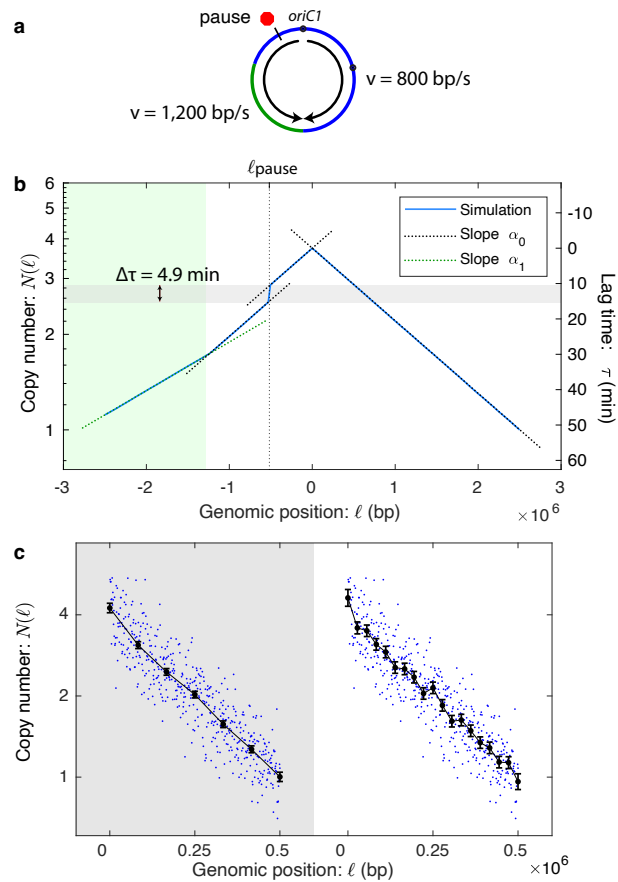 a
pause
oriC1
v = 800 bp/s
v = 1,200 bp/s
ℓpause
b
6
5
4
3
2
1
Copy number: N(ℓ)
Δτ = 4.9 min
Simulation
Slope α0
Slope α1
-10
0
10
20
30
40
50
60
Lag time: τ (min)
-3
-2
-1
0
1
2
3
Genomic position: ℓ (bp)
×10^6
c
Copy number: N(ℓ)
4
2
1
0
0.25
0.5
0
0.25
0.5
Genomic position: ℓ (bp)
×10^6